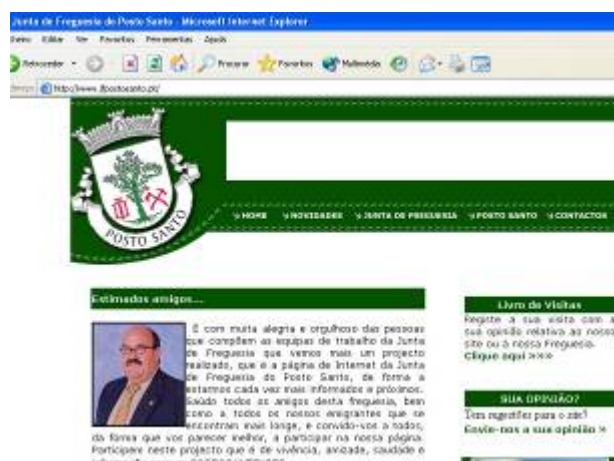 Junta de Freguesia do Posto Santo - Microsoft Internet Explorer
Editar Ver Favoritos Ferramentas Ajuda
Retroceder Procurar Favoritos Multimédia
http://www.jfpostosanto.pt/
POSTO SANTO
HOME NOVIDADES JUNTA DE FREGUESIA POSTO SANTO CONTACTOS
Estimados amigos...
É com muita alegria e orgulhoso das pessoas
que compõem as equipas de trabalho da Junta
de Freguesia que vemos mais um projecto
realizado, que é a página de Internet da Junta
de Freguesia do Posto Santo, de forma a
estarmos cada vez mais informados e próximos.
Saúdo todos os amigos desta freguesia, bem
como a todos os nossos emigrantes que se
encontram mais longe, e convido-vos a todos,
da forma que vos parecer melhor, a participar na nossa página.
Participem neste projecto que é de vivência, amizade, saudade e
Livro de Visitas
Registe a sua visita com a
sua opinião relativa ao nosso
site ou à nossa Freguesia.
Clique aqui >>>
SUA OPINIÃO?
Tem sugestões para o site?
Envie-nos a sua opinião »